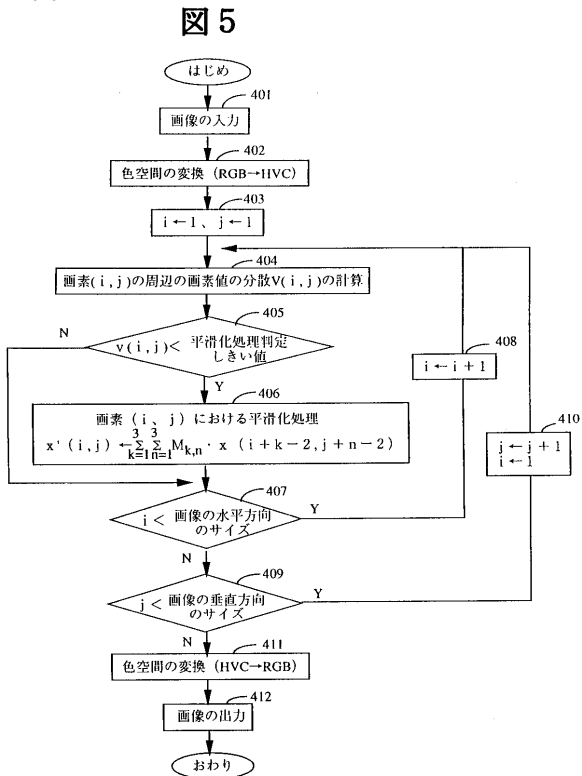 図5
はじめ
401
画像の入力
402
色空間の変換（RGB→HVC）
403
i←1、j←1
404
画素(i,j)の周辺の画素値の分散V(i,j)の計算
405
N
v(i,j)< 平滑化処理判定
しきい値
408
i←i+1
Y
406
410
画素（i、j）における平滑化処理
x'(i,j)←
3
Σ
k=1
3
Σ
n=1
Mk,n・x (i+k−2,j+n−2)
j←j+1
i←1
407
i< 画像の水平方向
のサイズ
Y
N
409
j< 画像の垂直方向
のサイズ
Y
N
411
色空間の変換（HVC→RGB）
412
画像の出力
おわり